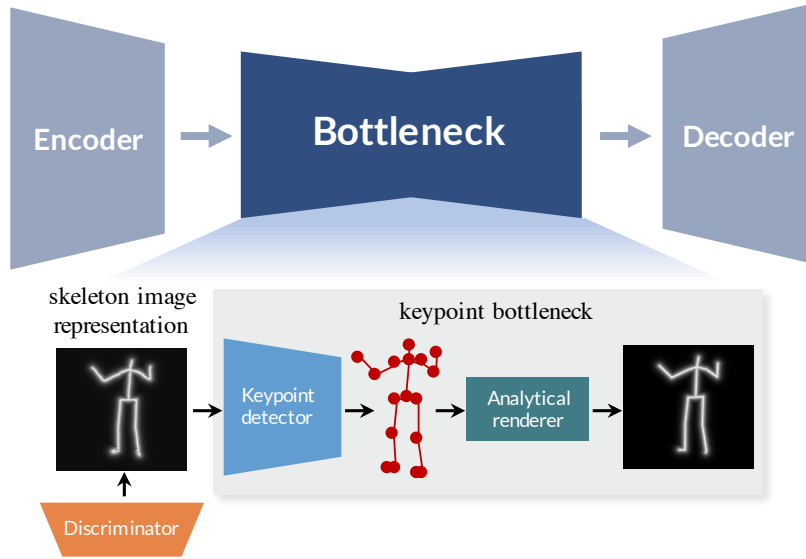 Encoder
Bottleneck
Decoder
skeleton image
representation
keypoint bottleneck
Keypoint
detector
Analytical
renderer
Discriminator